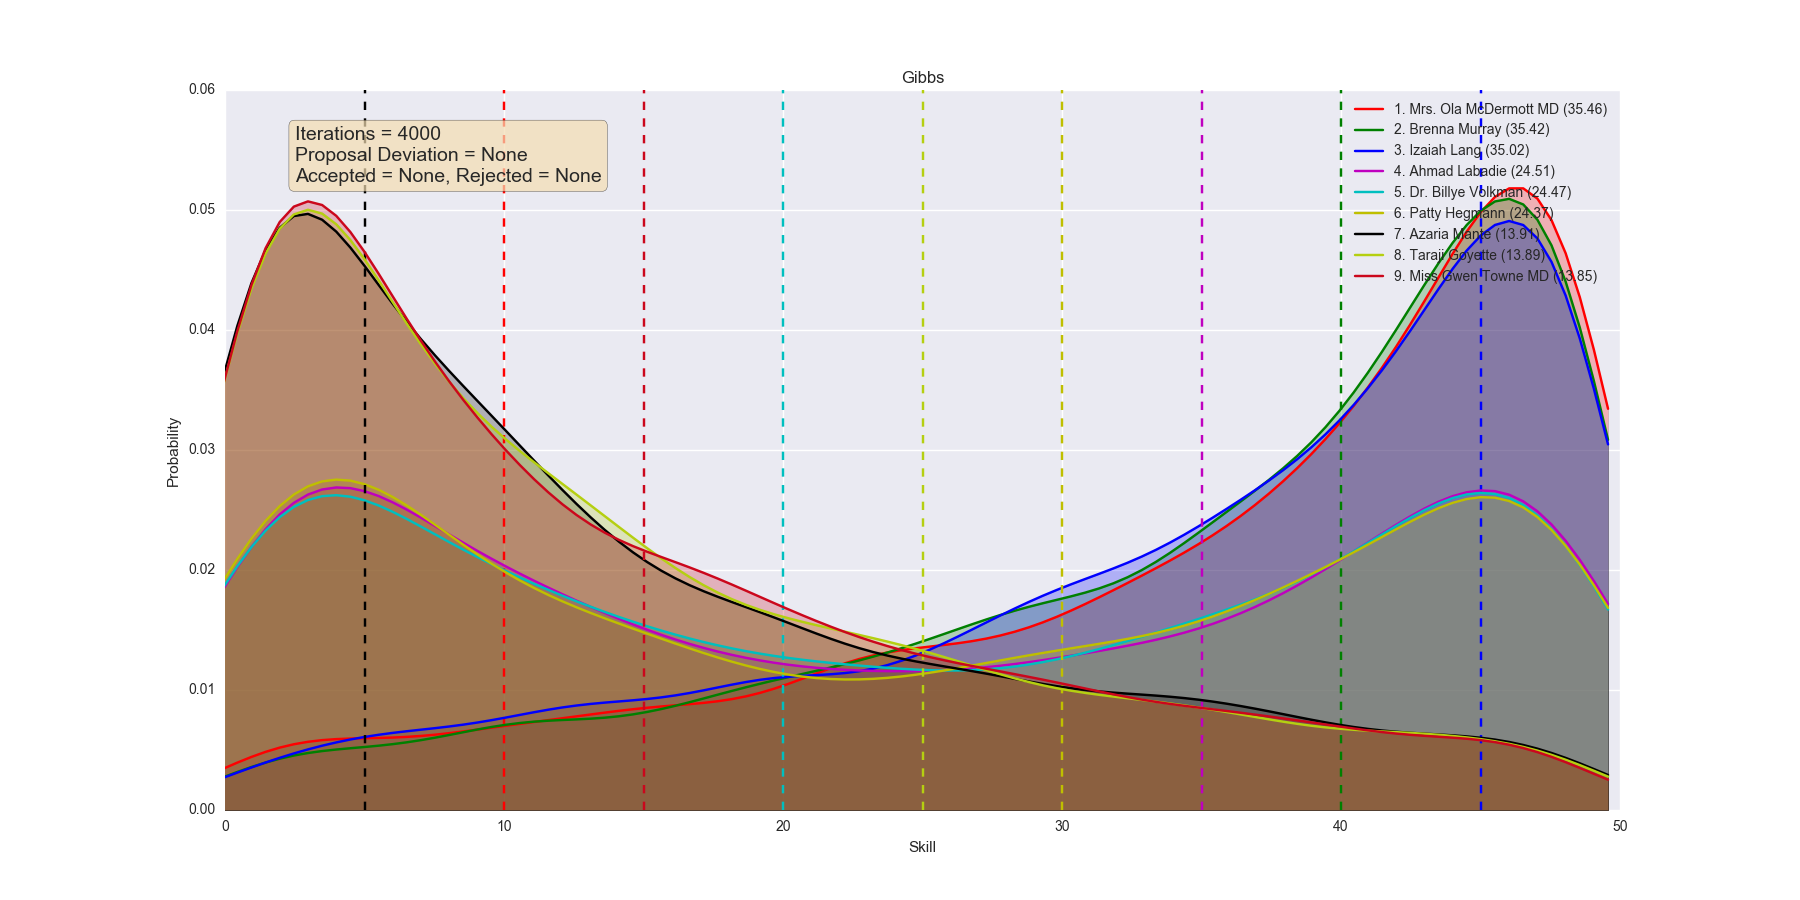 Gibbs
0.06
0.05
0.04
0.03
0.02
0.01
0.00
Probability
Iterations = 4000
Proposal Deviation = None
Accepted = None, Rejected = None
1. Mrs. Ola McDermott MD (35.46)
2. Brenna Murray (35.42)
3. Izaiah Lang (35.02)
4. Ahmad Labadie (24.51)
5. Dr. Billye Volkman (24.47)
6. Patty Hegmann (24.37)
7. Azaria Mante (13.91)
8. Taraji Goyette (13.89)
9. Miss Gwen Towne MD (13.85)
0 10 20 30 40 50
Skill